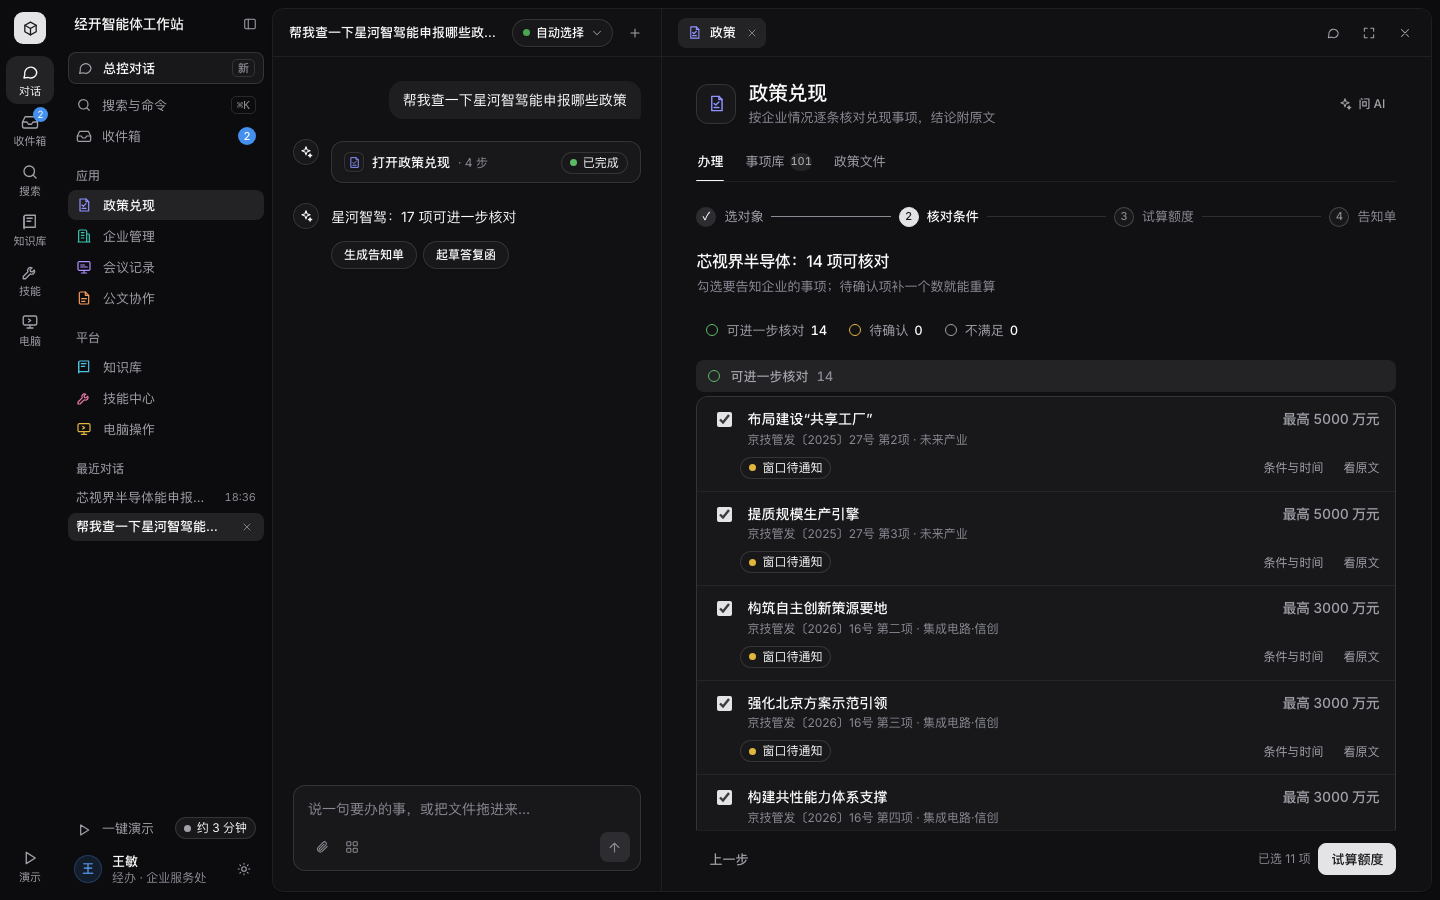 对话
2
收件箱
搜索
知识库
技能
电脑
演示
经开智能体工作站
总控对话 新
搜索与命令 ⌘K
收件箱 2
应用
政策兑现
企业管理
会议记录
公文协作
平台
知识库
技能中心
电脑操作
最近对话
芯视界半导体能申报... 18:36
帮我查一下星河智驾能...
一键演示 约 3 分钟
王
王敏
经办 · 企业服务处
帮我查一下星河智驾能申报哪些政... 自动选择
帮我查一下星河智驾能申报哪些政策
打开政策兑现 · 4 步 已完成
星河智驾：17 项可进一步核对
生成告知单 起草答复函
说一句要办的事，或把文件拖进来...
政策
政策兑现
按企业情况逐条核对兑现事项，结论附原文
问 AI
办理 事项库 101 政策文件
选对象 2 核对条件 3 试算额度 4 告知单
芯视界半导体：14 项可核对
勾选要告知企业的事项；待确认项补一个数就能重算
可进一步核对 14 待确认 0 不满足 0
可进一步核对 14
布局建设“共享工厂” 最高 5000 万元
京技管发〔2025〕27号 第2项 · 未来产业
窗口待通知 条件与时间 看原文
提质规模生产引擎 最高 5000 万元
京技管发〔2025〕27号 第3项 · 未来产业
窗口待通知 条件与时间 看原文
构筑自主创新策源要地 最高 3000 万元
京技管发〔2026〕16号 第二项 · 集成电路·信创
窗口待通知 条件与时间 看原文
强化北京方案示范引领 最高 3000 万元
京技管发〔2026〕16号 第三项 · 集成电路·信创
窗口待通知 条件与时间 看原文
构建共性能力体系支撑 最高 3000 万元
京技管发〔2026〕16号 第四项 · 集成电路·信创
上一步 已选 11 项 试算额度